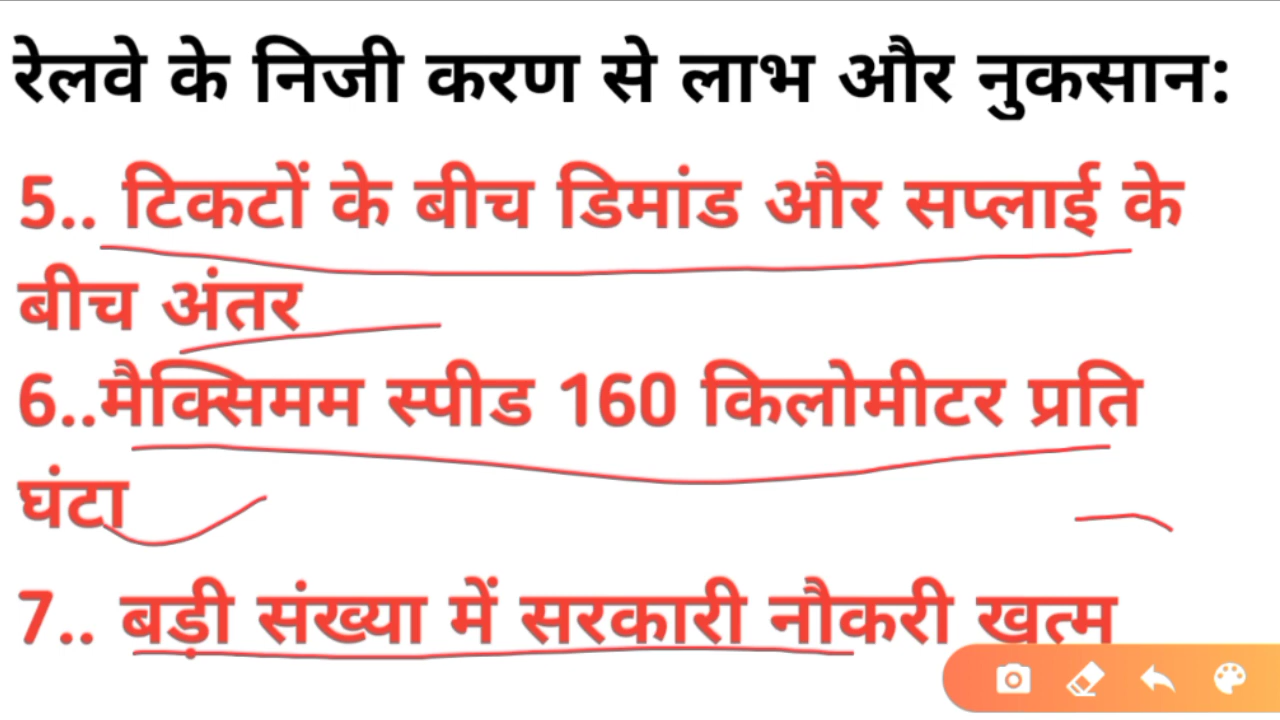 रेलवे के निजी करण से लाभ और नुकसान:
5.. टिकटों के बीच डिमांड और सप्लाई के
बीच अंतर
6..मैक्सिमम स्पीड 160 किलोमीटर प्रति
घंटा
7.. बड़ी संख्या में सरकारी नौकरी खत्म